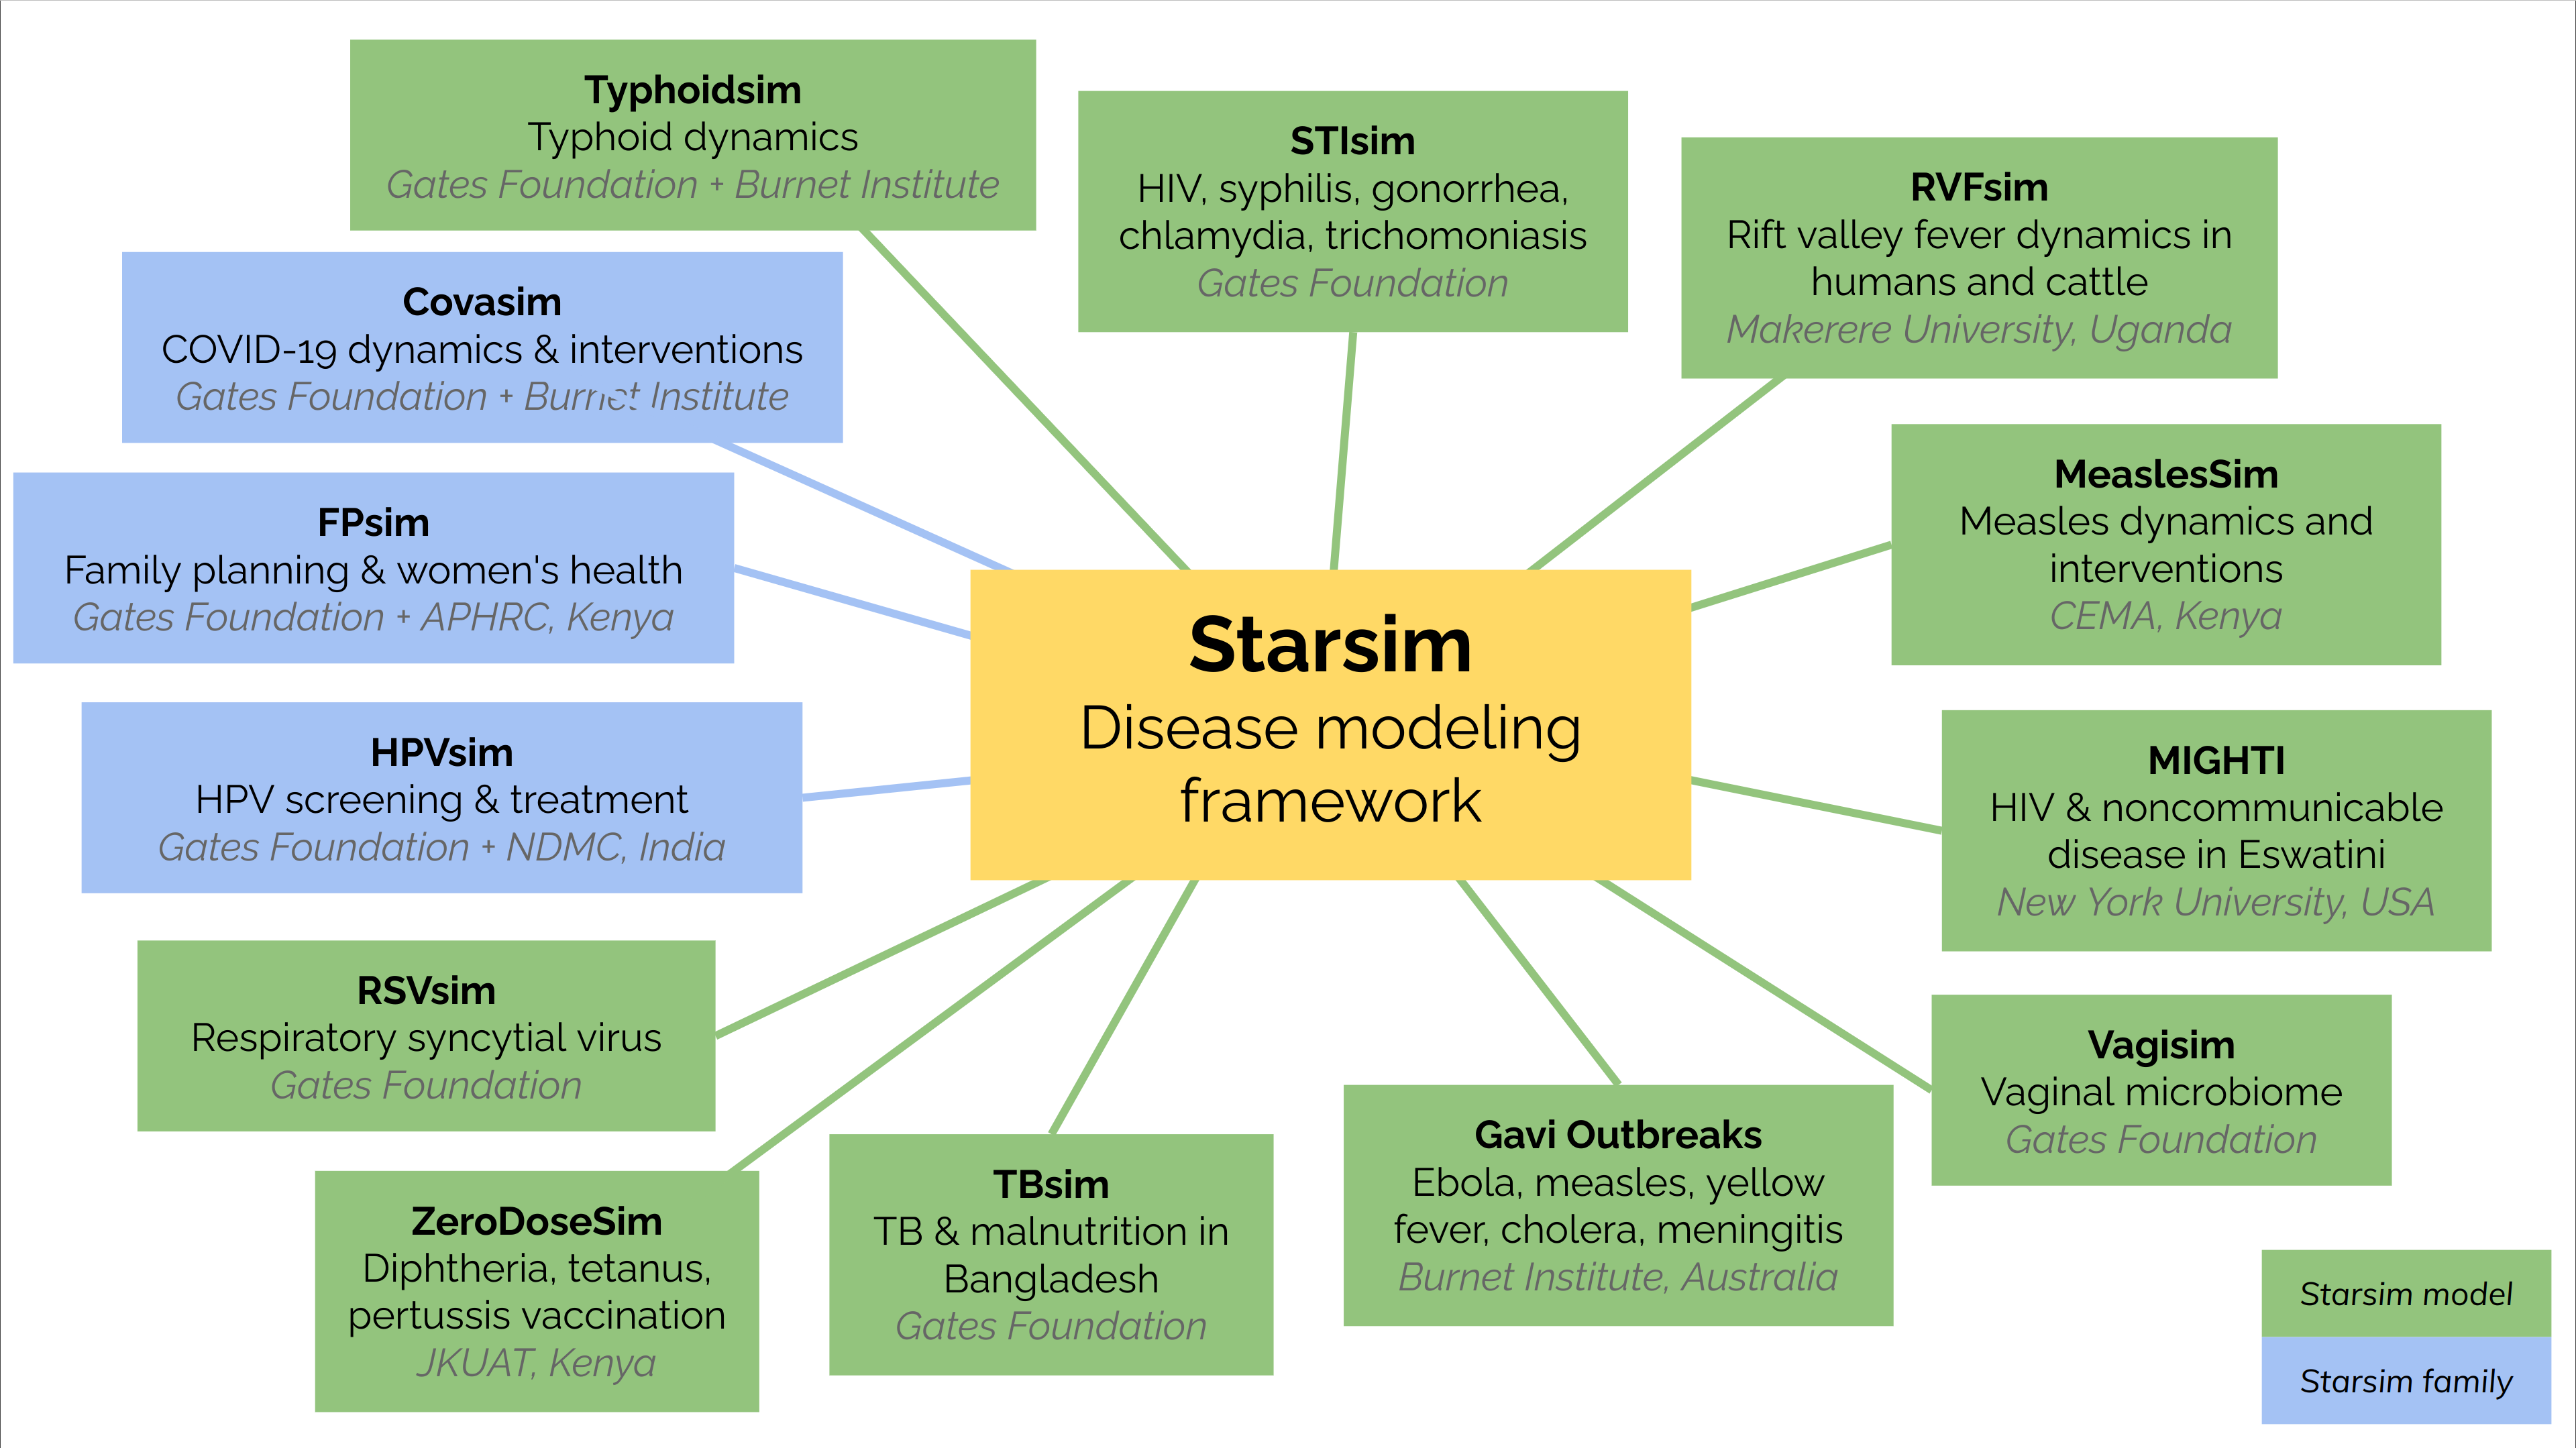 Typhoidsim
Typhoid dynamics
Gates Foundation + Burnet Institute
STIsim
HIV, syphilis, gonorrhea,
chlamydia, trichomoniasis
Gates Foundation
RVFsim
Rift valley fever dynamics in
humans and cattle
Makerere University, Uganda
Covasim
COVID-19 dynamics & interventions
Gates Foundation + Burnet Institute
FPsim
Family planning & women's health
Gates Foundation + APHRC, Kenya
MeaslesSim
Measles dynamics and
interventions
CEMA, Kenya
Starsim
Disease modeling
framework
HPVsim
HPV screening & treatment
Gates Foundation + NDMC, India
MIGHTI
HIV & noncommunicable
disease in Eswatini
New York University, USA
RSVsim
Respiratory syncytial virus
Gates Foundation
Vagisim
Vaginal microbiome
Gates Foundation
ZeroDoseSim
Diphtheria, tetanus,
pertussis vaccination
JKUAT, Kenya
TBsim
TB & malnutrition in
Bangladesh
Gates Foundation
Gavi Outbreaks
Ebola, measles, yellow
fever, cholera, meningitis
Burnet Institute, Australia
Starsim model
Starsim family